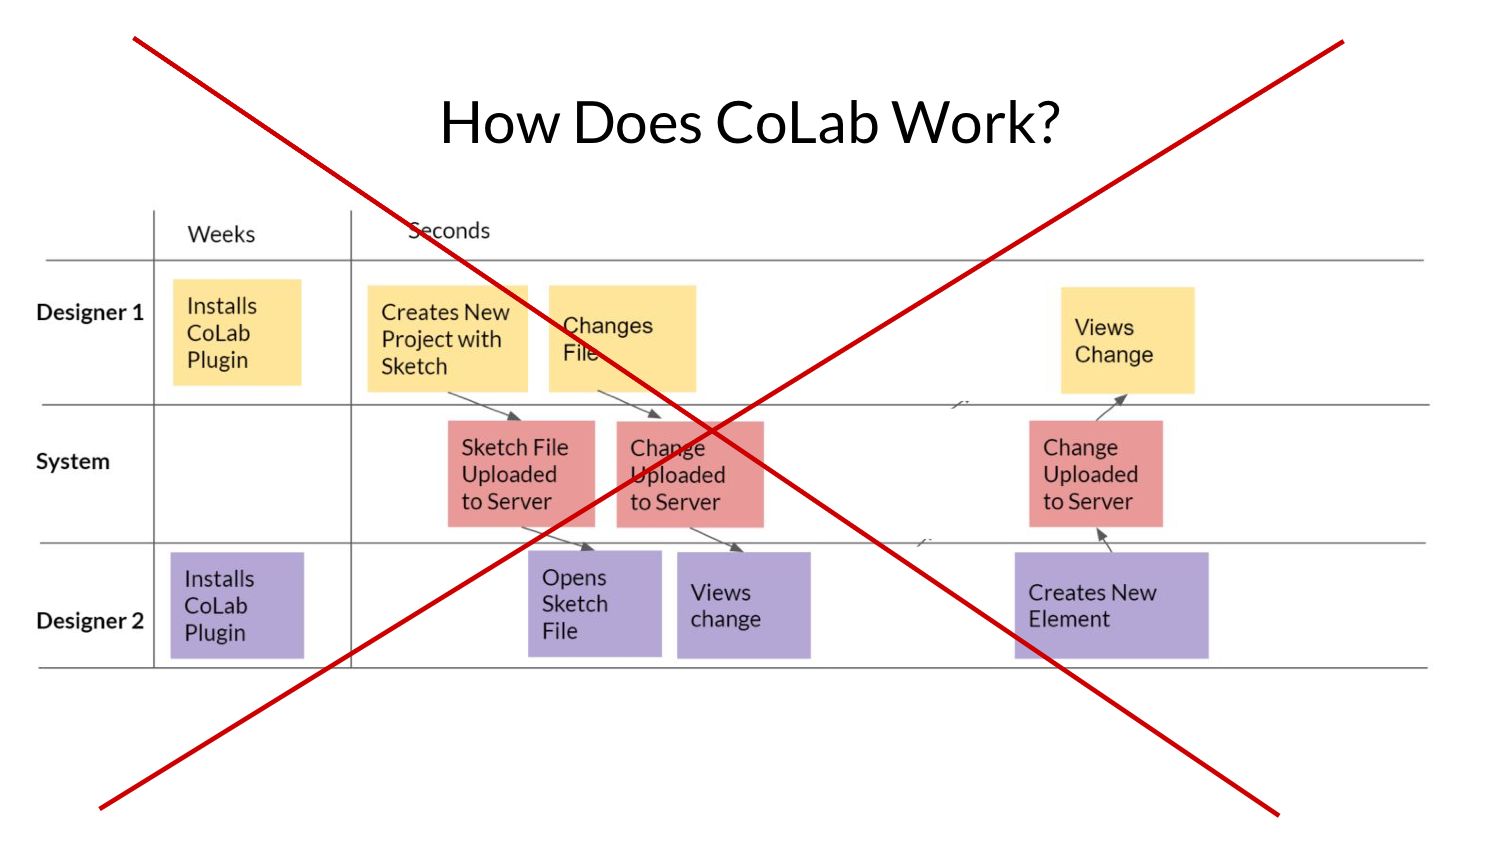 How Does CoLab Work?
Weeks
Seconds
Designer 1
Installs
CoLab
Plugin
Creates New
Project with
Sketch
Changes
File
Views
Change
System
Sketch File
Uploaded
to Server
Change
Uploaded
to Server
Change
Uploaded
to Server
Designer 2
Installs
CoLab
Plugin
Opens
Sketch
File
Views
change
Creates New
Element